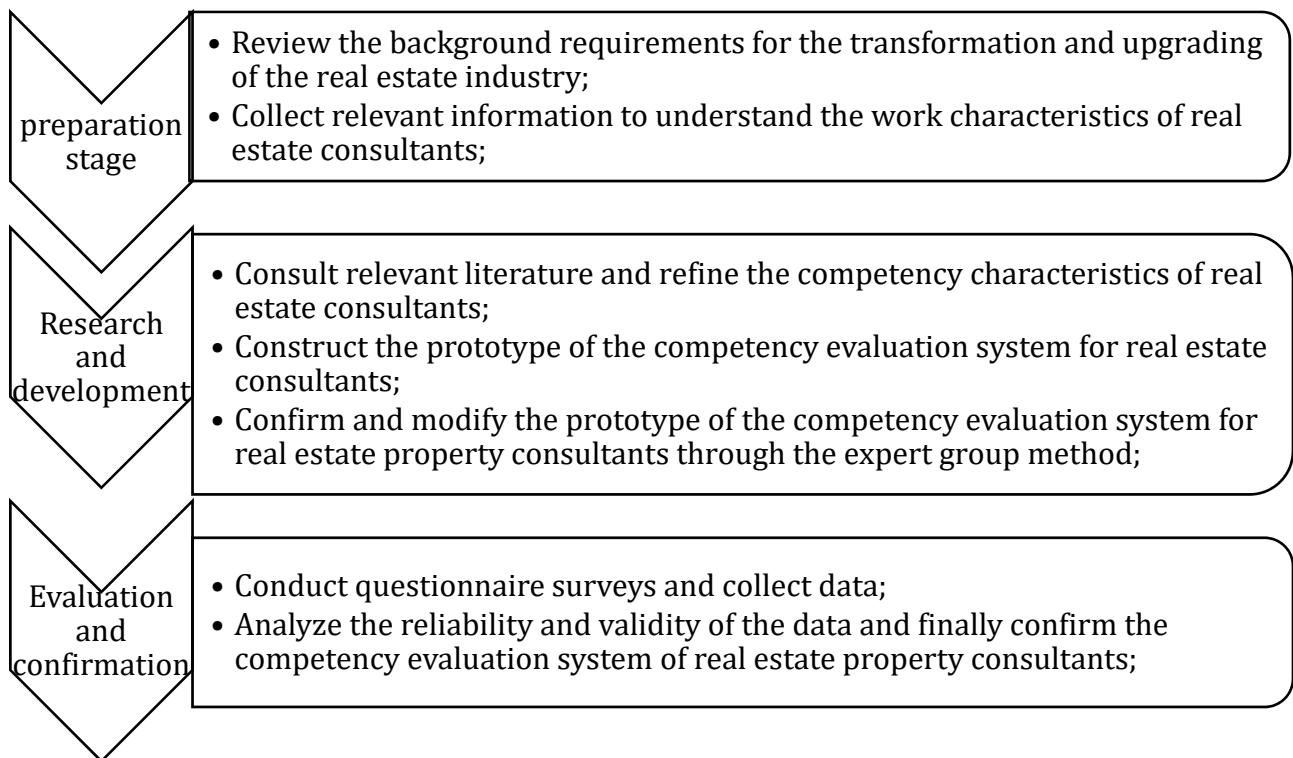 preparation
stage
• Review the background requirements for the transformation and upgrading
of the real estate industry;
• Collect relevant information to understand the work characteristics of real
estate consultants;
Research
and
development
• Consult relevant literature and refine the competency characteristics of real
estate consultants;
• Construct the prototype of the competency evaluation system for real estate
consultants;
• Confirm and modify the prototype of the competency evaluation system for
real estate property consultants through the expert group method;
Evaluation
and
confirmation
• Conduct questionnaire surveys and collect data;
• Analyze the reliability and validity of the data and finally confirm the
competency evaluation system of real estate property consultants;